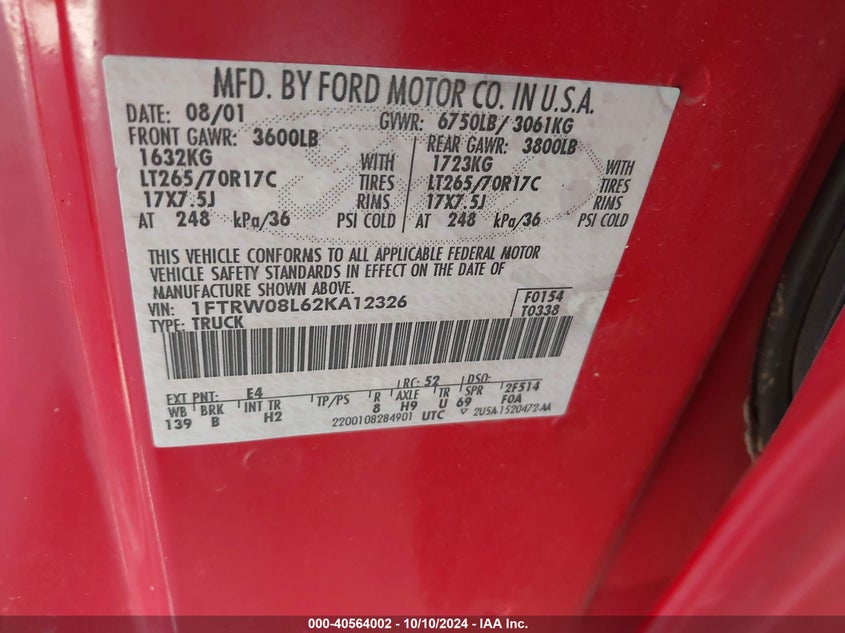 MFD. BY FORD MOTOR CO. IN U.S.A.
DATE: 08/01 GVWR: 6750LB/ 3061KG
FRONT GAWR: 3600LB REAR GAWR: 3800LB
1632KG WITH 1723KG WITH
LT265/70R17C TIRES LT265/70R17C TIRES
17X7.5J RIMS 17X7.5J RIMS
AT 248 kPa/36 PSI COLD AT 248 kPa/36 PSI COLD
THIS VEHICLE CONFORMS TO ALL APPLICABLE FEDERAL MOTOR
VEHICLE SAFETY STANDARDS IN EFFECT ON THE DATE OF
MANUFACTURE SHOWN ABOVE.
VIN: 1FTRW08L62KA12326 F0154
TYPE: TRUCK T0338
EXT PNT: E4 RC: 52 DSO: 2F514
WB BRK INT TR TP/PS R AXLE TR SPR F0A
139 B H2 8 H9 U 69
2200108284901 UTC 2U5A-1520472-AA
000-40564002 - 10/10/2024 - IAA Inc.